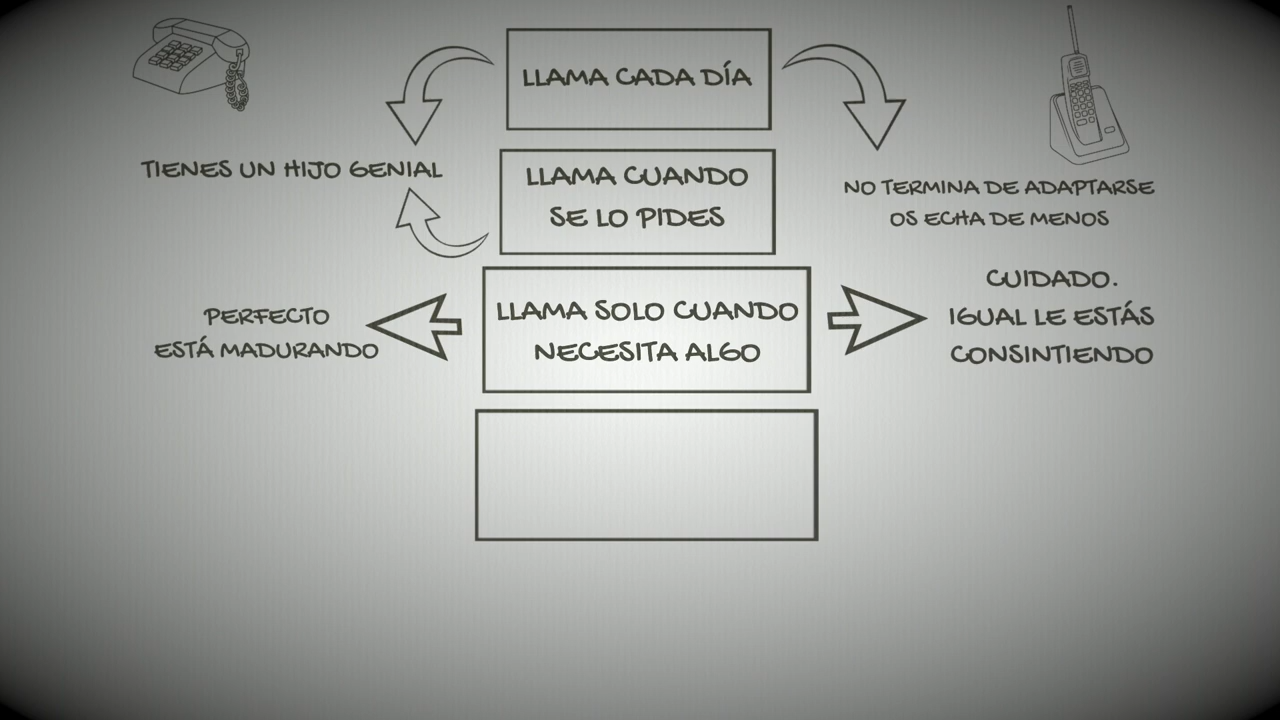 LLAMA CADA DÍA
TIENES UN HIJO GENIAL
LLAMA CUANDO
SE LO PIDES
NO TERMINA DE ADAPTARSE
OS ECHA DE MENOS
LLAMA SOLO CUANDO
NECESITA ALGO
PERFECTO
ESTÁ MADURANDO
CUIDADO.
IGUAL LE ESTÁS
CONSINTIENDO